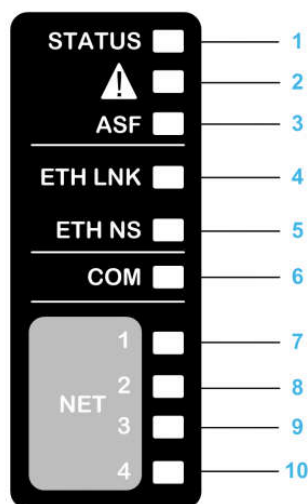 STATUS 1
2
ASF 3
ETH LNK 4
ETH NS 5
COM 6
1 7
2 8
NET
3 9
4 10